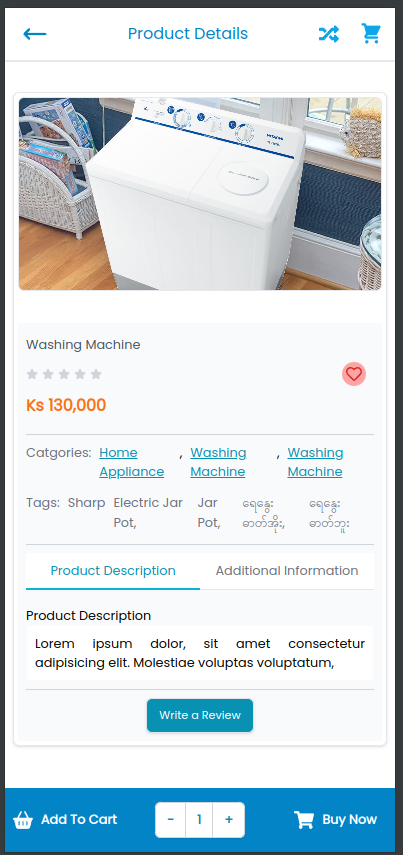 Product Details
Washing Machine
Ks 130,000
Catgories: Home Appliance , Washing Machine , Washing Machine
Tags: Sharp Electric Jar Pot, Jar Pot, ရေနွေးဓာတ်အိုး, ရေနွေးဓာတ်ဘူး
Product Description Additional Information
Product Description
Lorem ipsum dolor, sit amet consectetur
adipisicing elit. Molestiae voluptas voluptatum,
Write a Review
Add To Cart - 1 + Buy Now